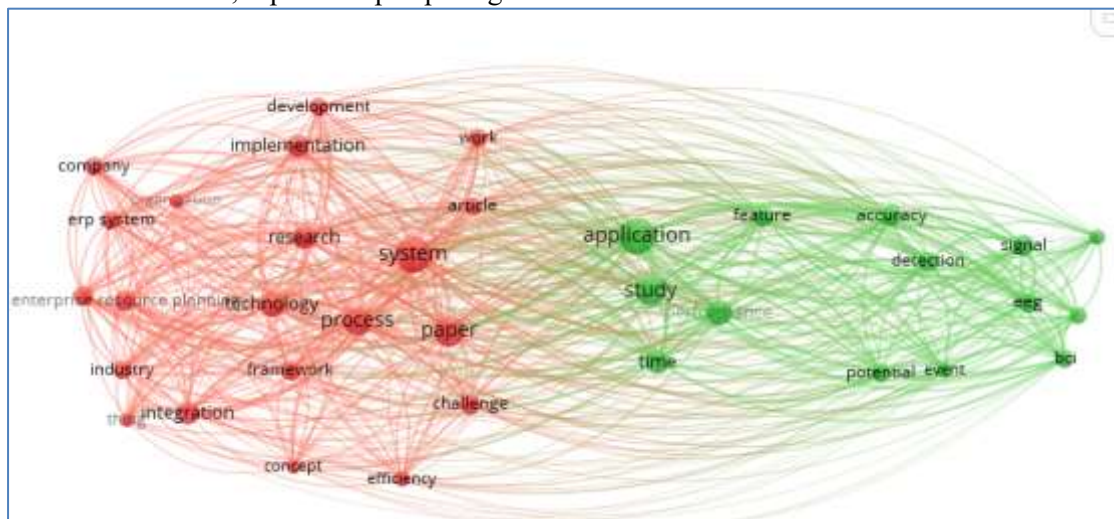 development
work
implementation
company
erp system
article
research
system
enterprise resource planning
technology
process
paper
industry
framework
integration
thing
challenge
concept
efficiency
application
feature
accuracy
signal
detection
study
eeg
time
potential
event
bci